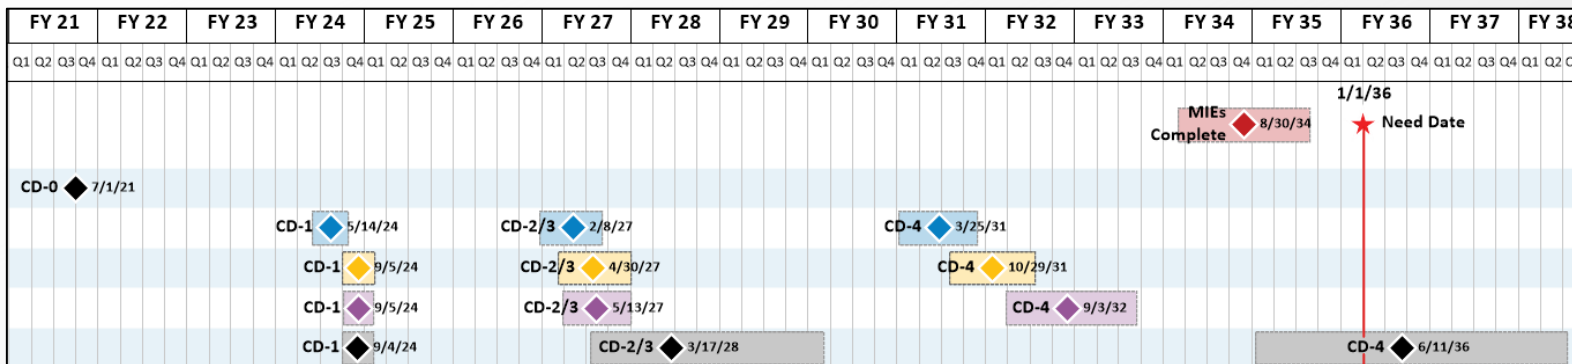 FY 21 FY 22 FY 23 FY 24 FY 25 FY 26 FY 27 FY 28 FY 29 FY 30 FY 31 FY 32 FY 33 FY 34 FY 35 FY 36 FY 37 FY 38
Q1 Q2 Q3 Q4 Q1 Q2 Q3 Q4 Q1 Q2 Q3 Q4 Q1 Q2 Q3 Q4 Q1 Q2 Q3 Q4 Q1 Q2 Q3 Q4 Q1 Q2 Q3 Q4 Q1 Q2 Q3 Q4 Q1 Q2 Q3 Q4 Q1 Q2 Q3 Q4 Q1 Q2 Q3 Q4 Q1 Q2 Q3 Q4 Q1 Q2 Q3 Q4 Q1 Q2 Q3 Q4 Q1 Q2 Q3 Q4 Q1 Q2 Q3 Q4 Q1 Q2 Q3 Q4 Q1 Q2
1/1/36
MIEs
Complete 8/30/34 Need Date
CD-0 7/1/21
CD-1 5/14/24 CD-2/3 2/8/27 CD-4 3/25/31
CD-1 9/5/24 CD-2/3 4/30/27 CD-4 10/29/31
CD-1 9/5/24 CD-2/3 5/13/27 CD-4 9/3/32
CD-1 9/4/24 CD-2/3 3/17/28 CD-4 6/11/36